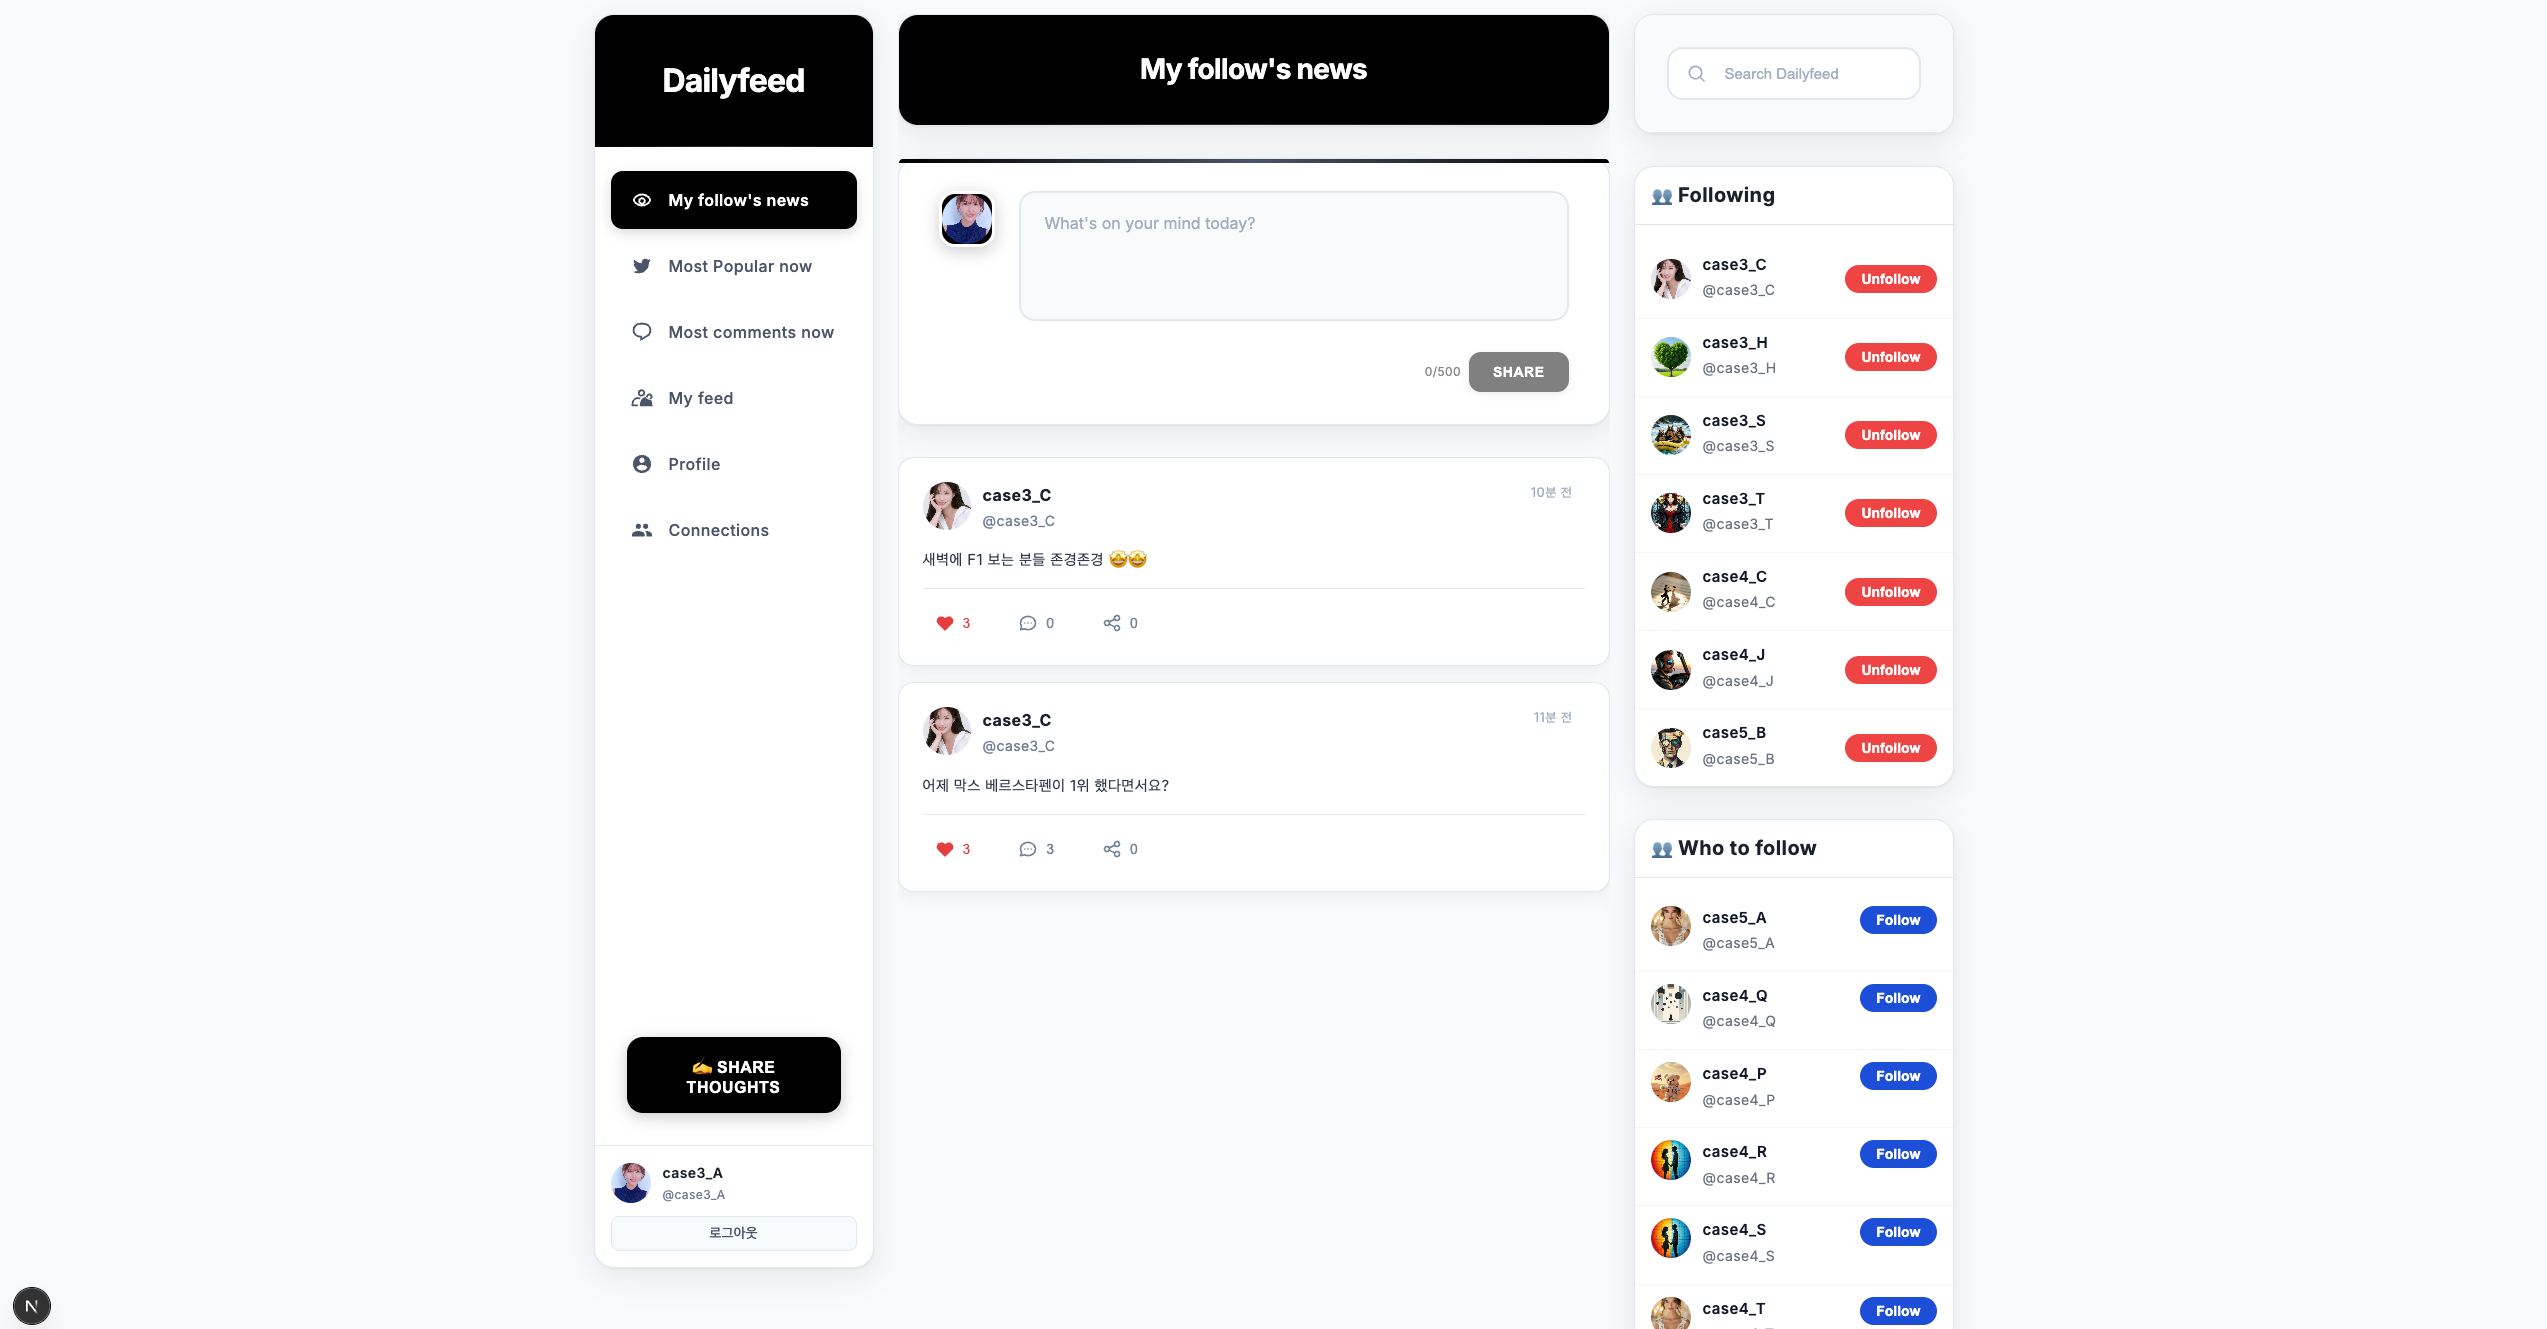 Dailyfeed
My follow's news
Most Popular now
Most comments now
My feed
Profile
Connections
✍️ SHARE
THOUGHTS
case3_A
@case3_A
로그아웃
N
My follow's news
What's on your mind today?
0/500
SHARE
case3_C
@case3_C
10분 전
새벽에 F1 보는 분들 존경존경 🤩🤩
3
0
0
case3_C
@case3_C
11분 전
어제 막스 베르스타펜이 1위 했다면서요?
3
3
0
Search Dailyfeed
👥 Following
case3_C
@case3_C
Unfollow
case3_H
@case3_H
Unfollow
case3_S
@case3_S
Unfollow
case3_T
@case3_T
Unfollow
case4_C
@case4_C
Unfollow
case4_J
@case4_J
Unfollow
case5_B
@case5_B
Unfollow
👥 Who to follow
case5_A
@case5_A
Follow
case4_Q
@case4_Q
Follow
case4_P
@case4_P
Follow
case4_R
@case4_R
Follow
case4_S
@case4_S
Follow
case4_T
Follow